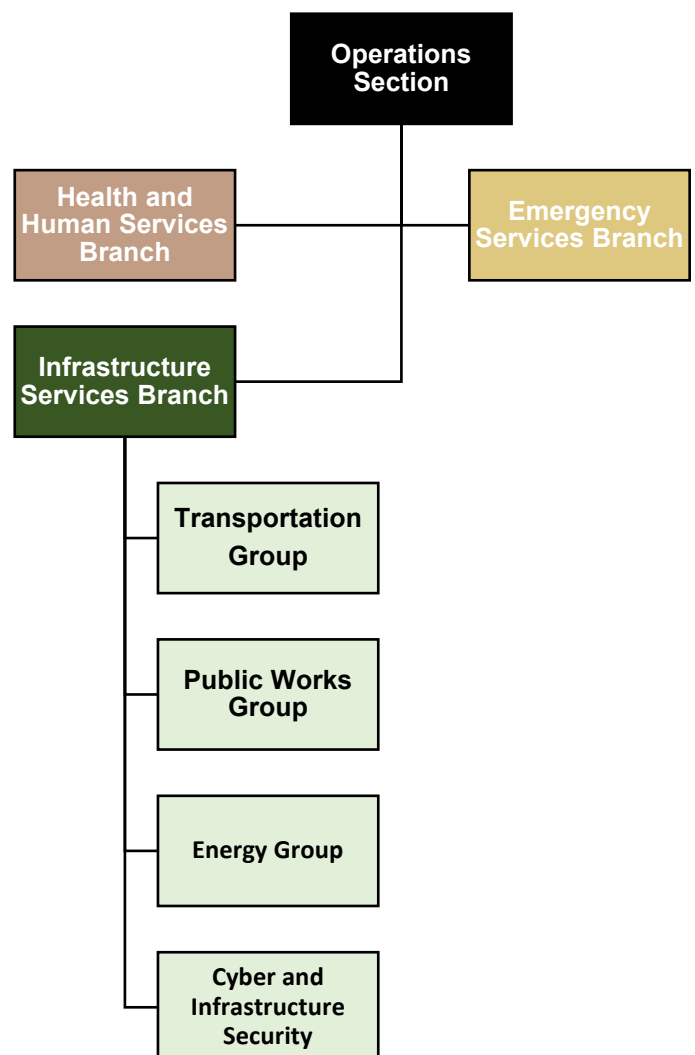 Operations
Section
Health and
Human Services
Branch
Emergency
Services Branch
Infrastructure
Services Branch
Transportation
Group
Public Works
Group
Energy Group
Cyber and
Infrastructure
Security